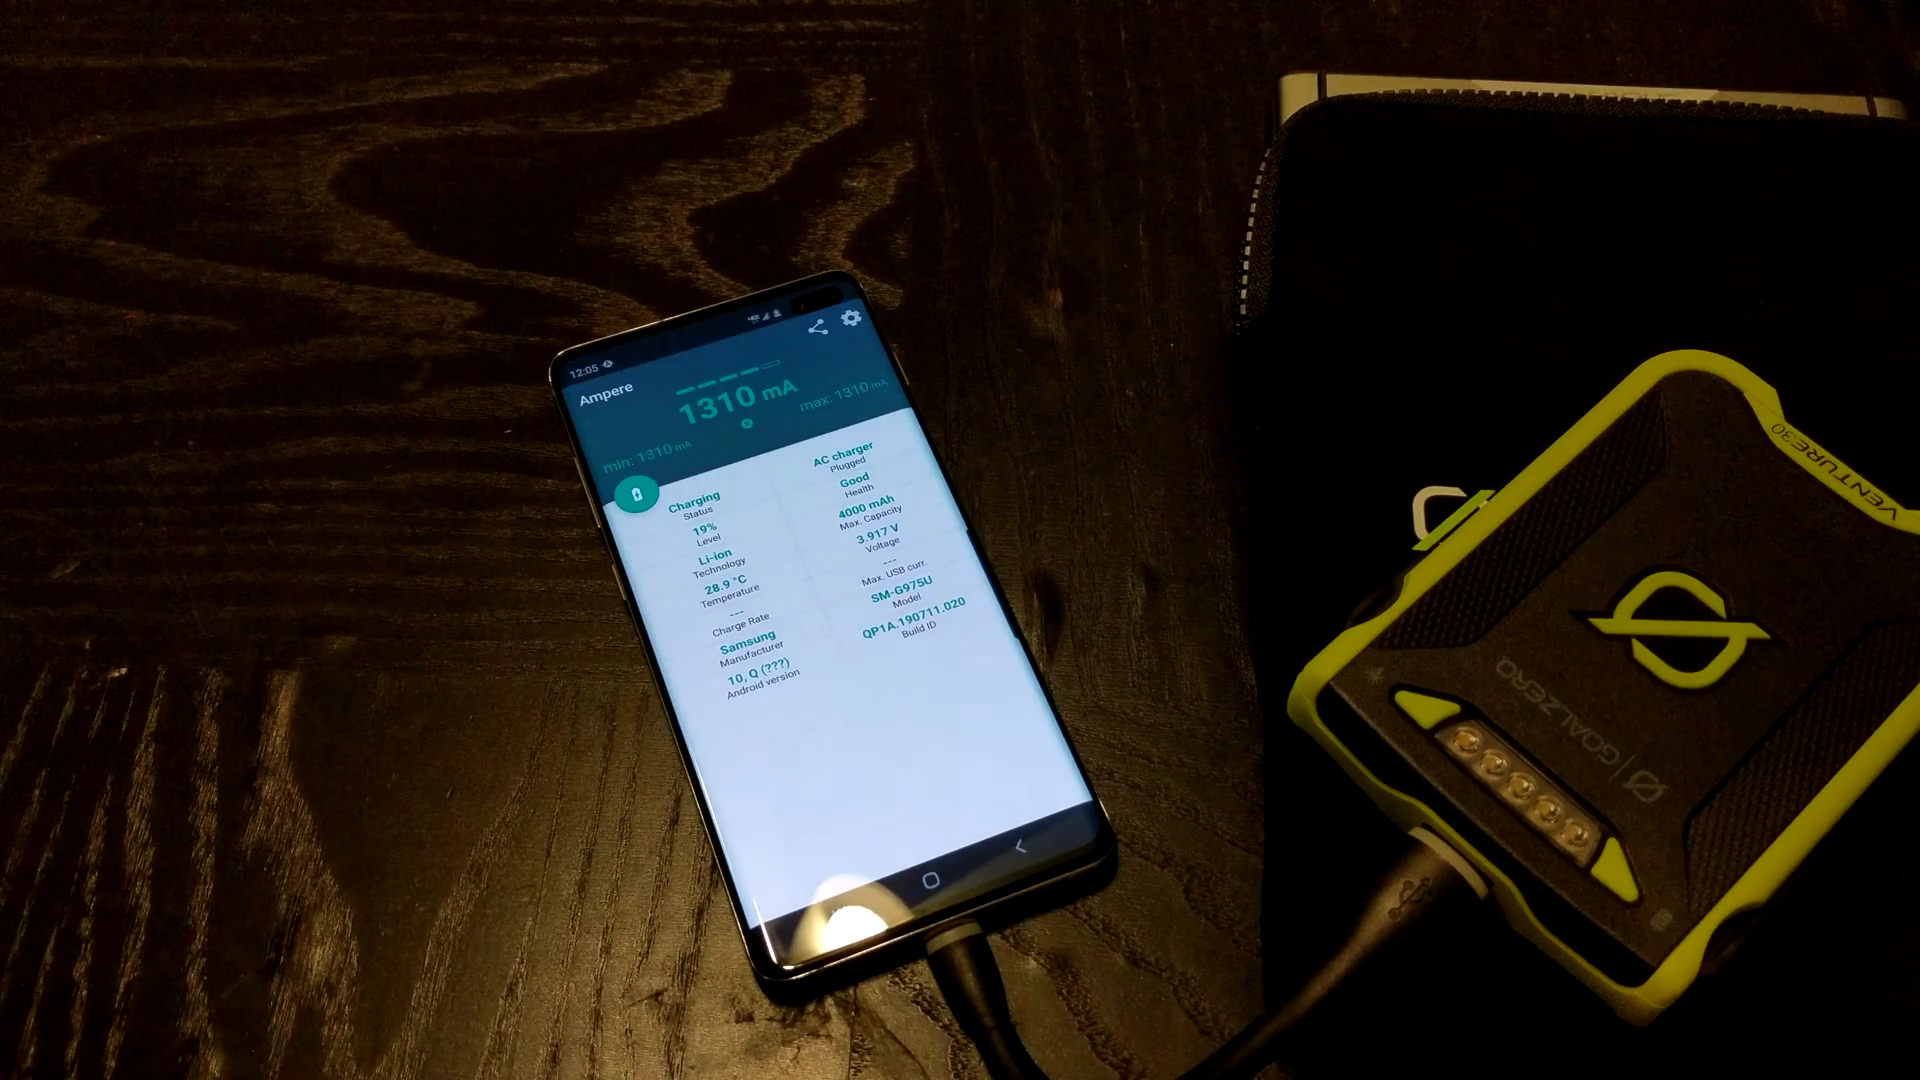 12:05
Ampere
1310 mA
min: 1310 mA
max: 1310 mA
Charging
Status
19%
Level
Li-ion
Technology
28.9 °C
Temperature
---
Charge Rate
Samsung
Manufacturer
10, Q (???)
Android version
AC charger
Plugged
Good
Health
4000 mAh
Max. Capacity
3.917 V
Voltage
---
Max. USB curr.
SM-G975U
Model
QP1A.190711.020
Build ID
VENTURE30
GOALZERO